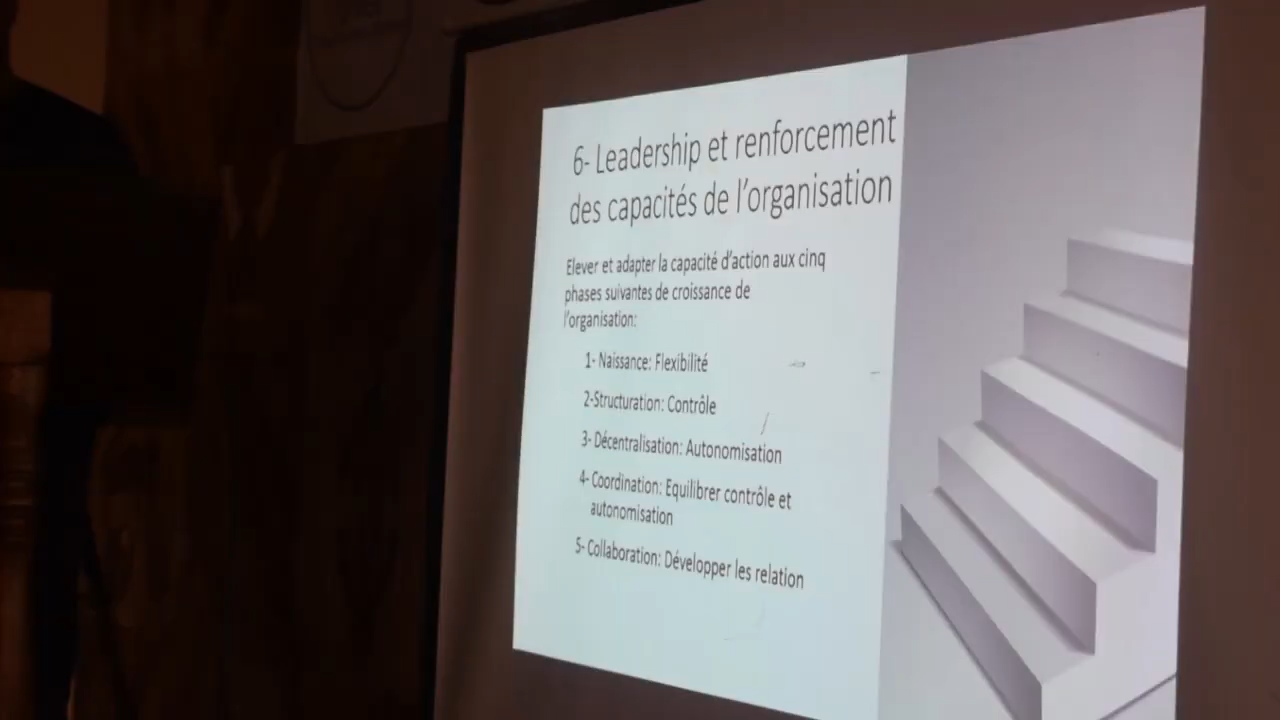 6- Leadership et renforcement
des capacités de l'organisation
Elever et adapter la capacité d'action aux cinq
phases suivantes de croissance de
l'organisation:
1- Naissance: Flexibilité
2-Structuration: Contrôle
3- Décentralisation: Autonomisation
4- Coordination: Equilibrer contrôle et
autonomisation
5- Collaboration: Développer les relation